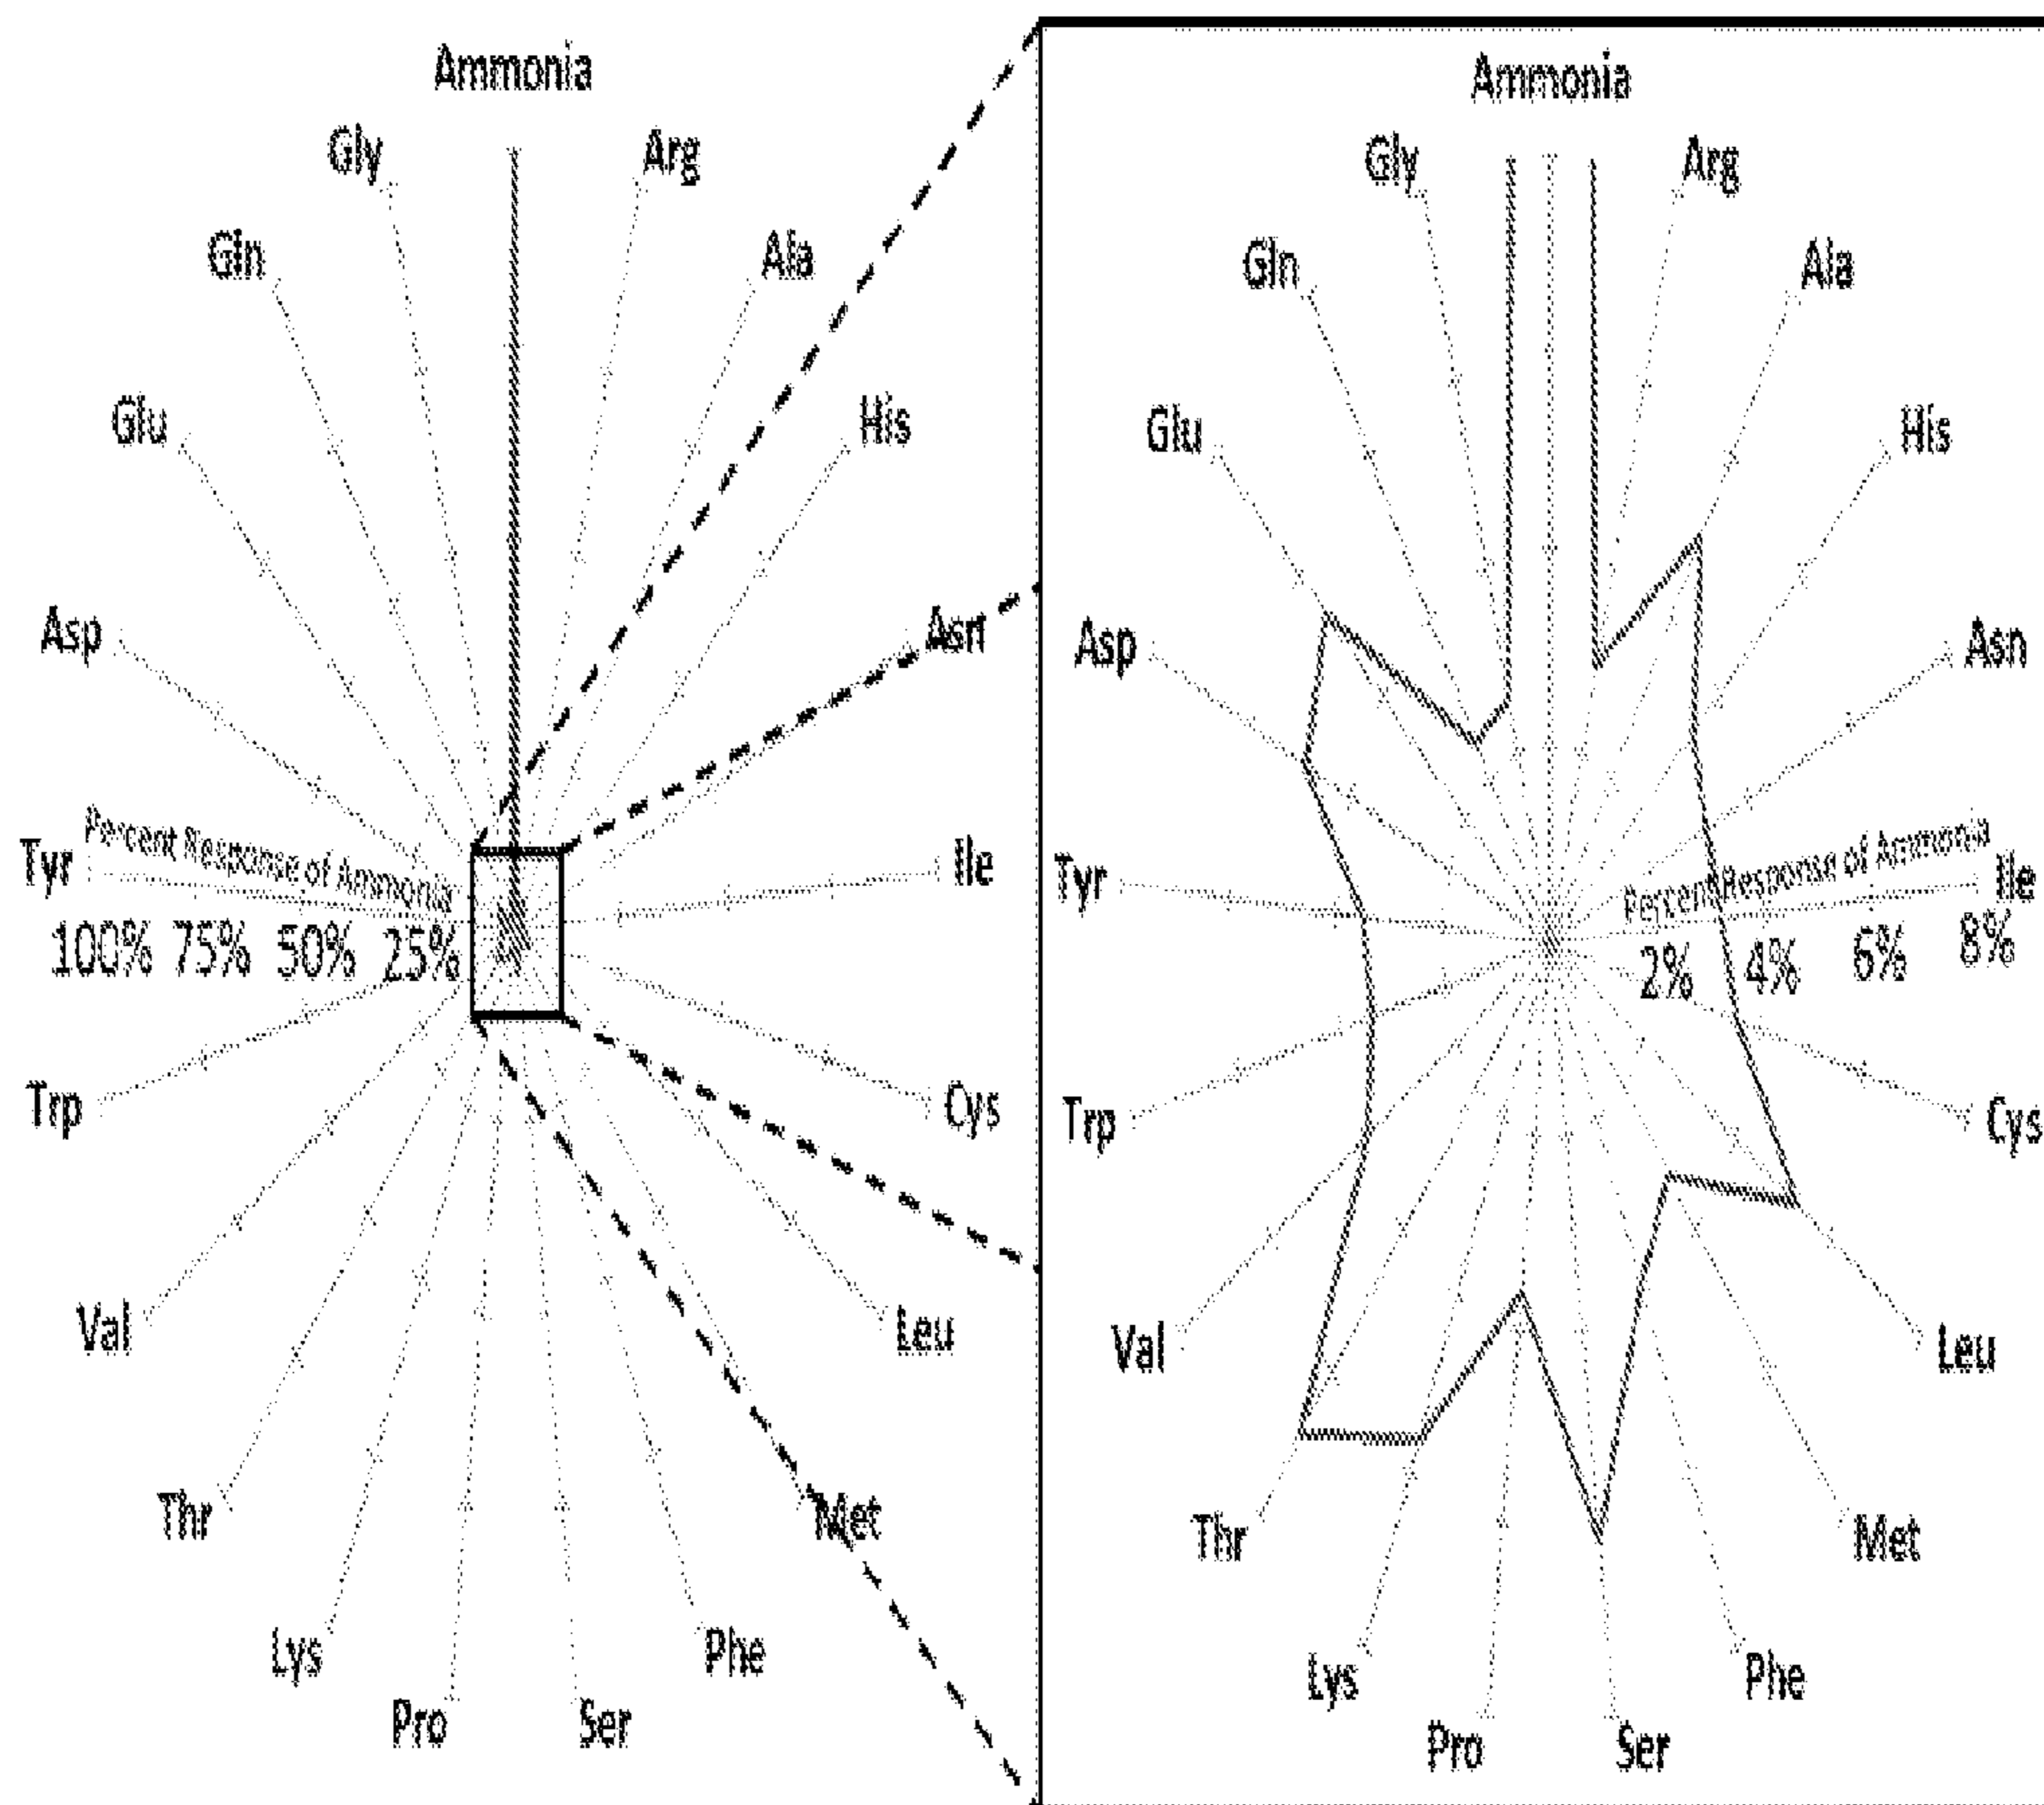 Ammonia
Gly
Arg
Gln
Ala
Glu
His
Asp
Asn
Percent Response of Ammonia
Tyr
Ile
100% 75% 50% 25%
Trp
Cys
Val
Leu
Thr
Met
Lys
Phe
Pro
Ser
Ammonia
Gly
Arg
Gln
Ala
Glu
His
Asp
Asn
Percent Response of Ammonia
Tyr
Ile
2% 4% 6% 8%
Trp
Cys
Val
Leu
Thr
Met
Lys
Phe
Pro
Ser